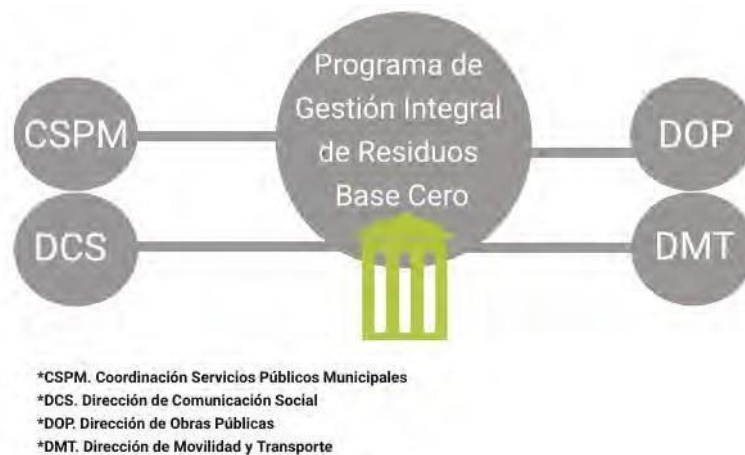 Programa de
Gestión Integral
de Residuos
Base Cero
CSPM
DOP
DCS
DMT
*CSPM. Coordinación Servicios Públicos Municipales
*DCS. Dirección de Comunicación Social
*DOP. Dirección de Obras Públicas
*DMT. Dirección de Movilidad y Transporte